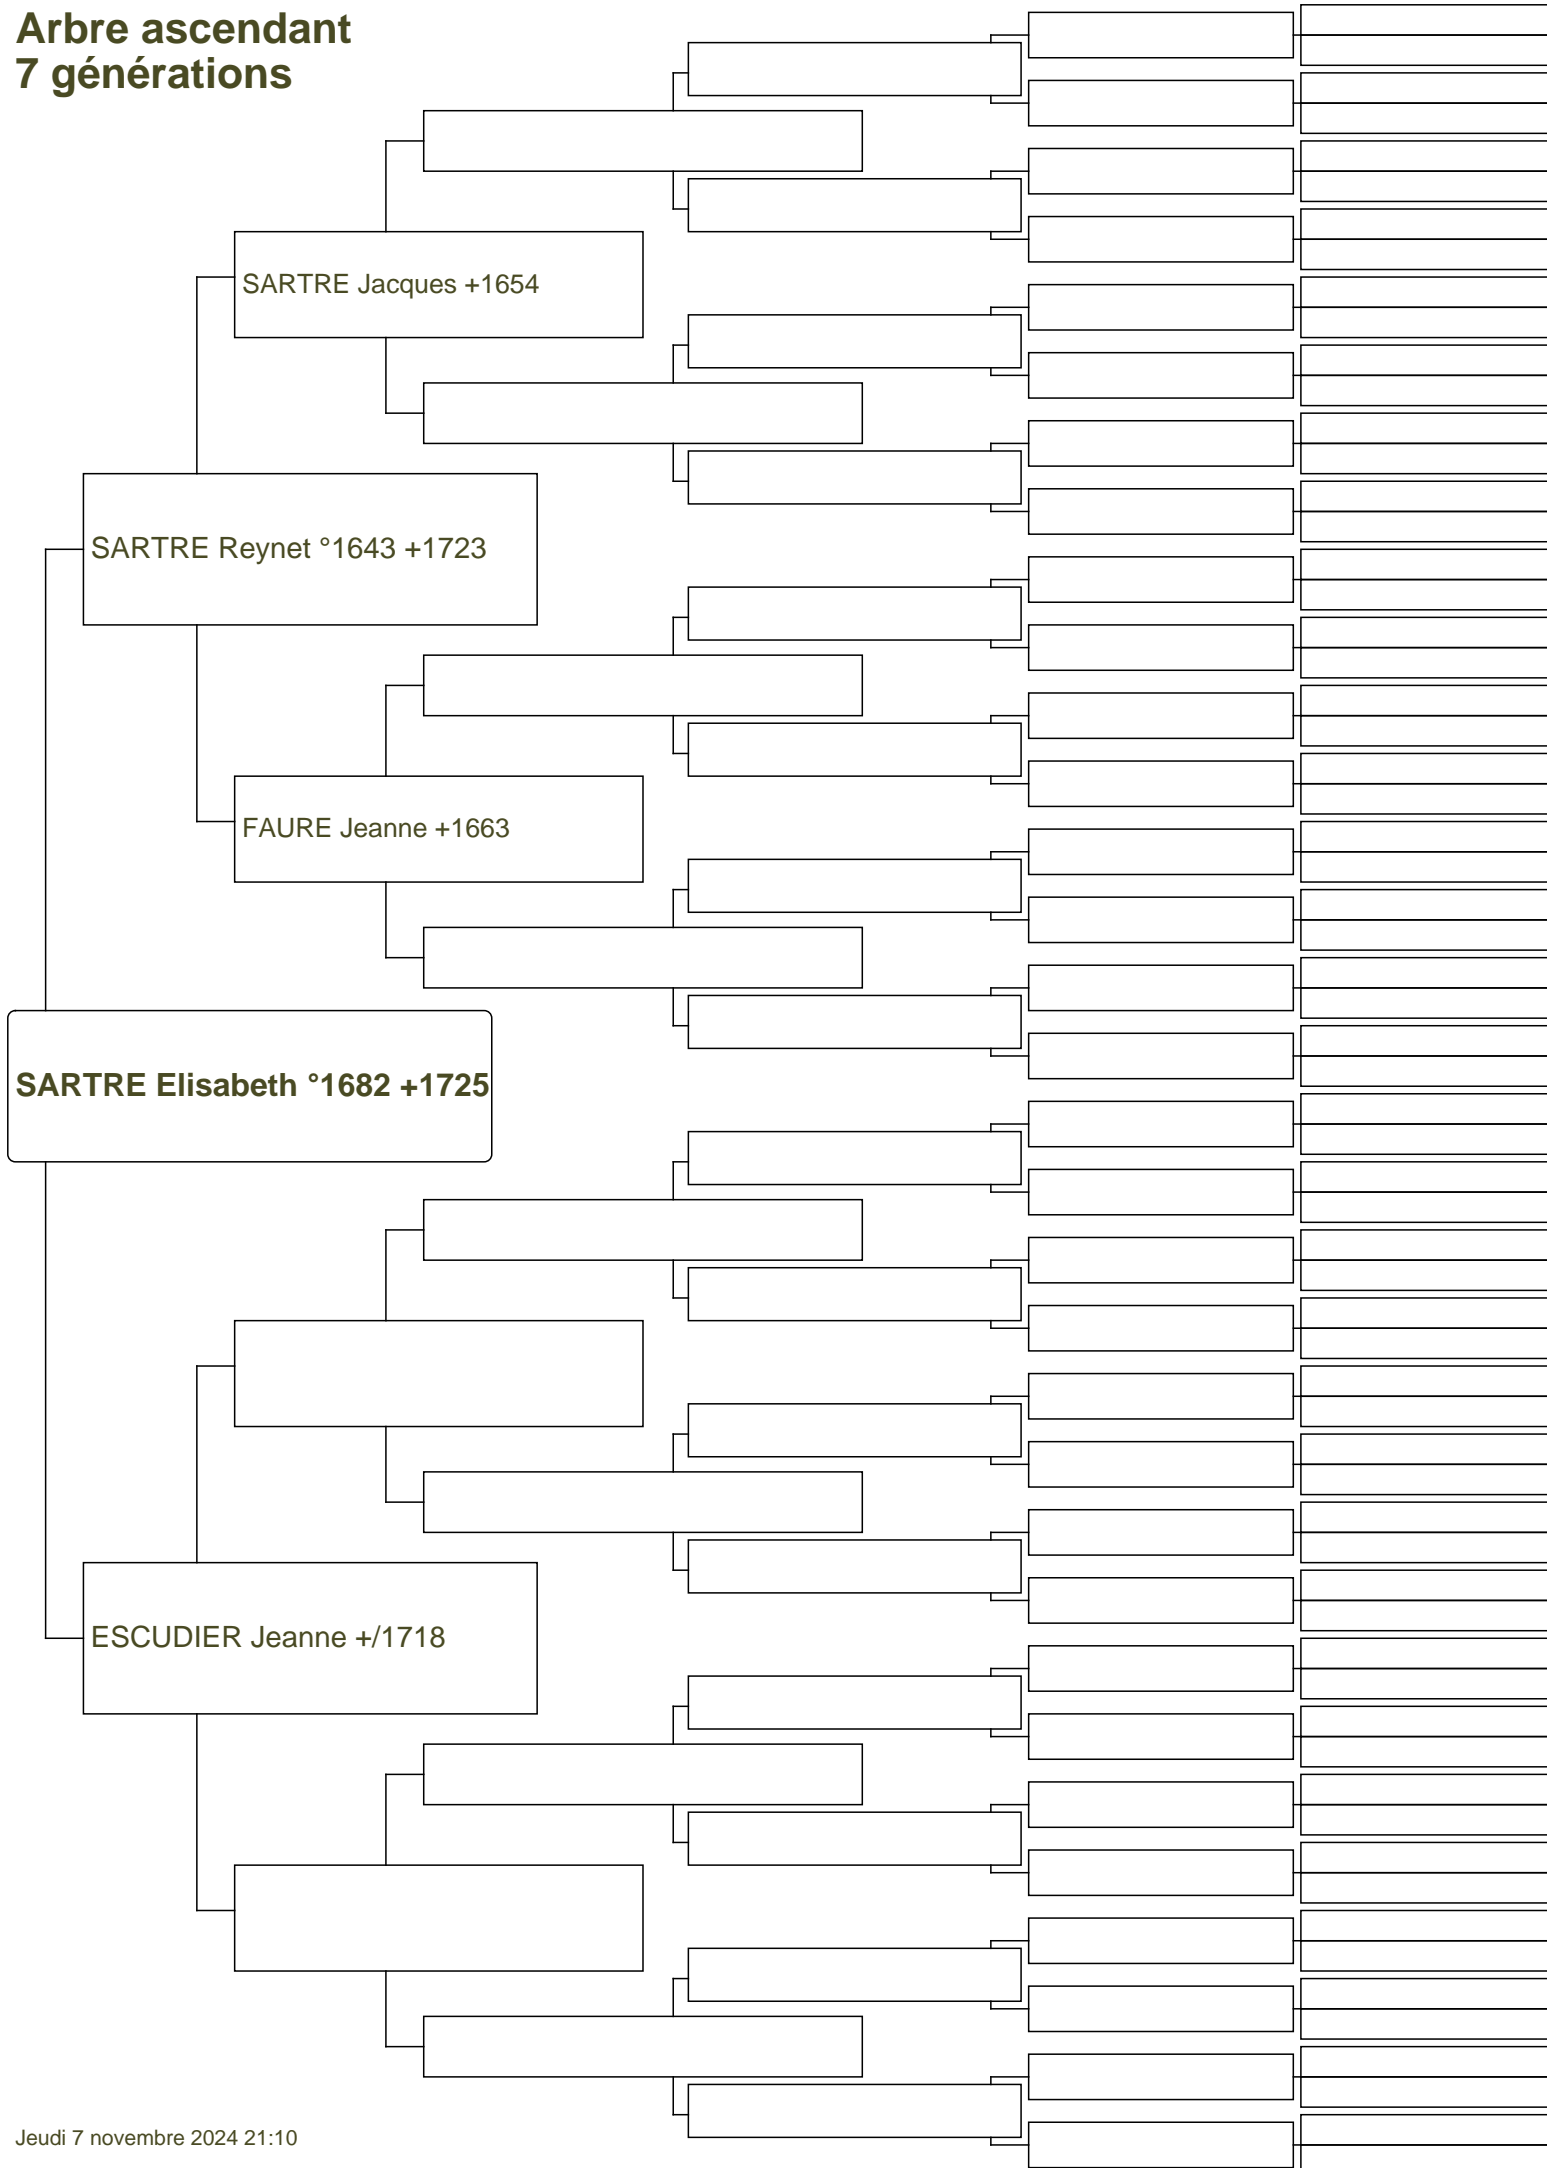 Arbre ascendant
7 générations
SARTRE Jacques +1654
SARTRE Reynet °1643 +1723
FAURE Jeanne +1663
SARTRE Elisabeth °1682 +1725
ESCUDIER Jeanne +/1718
Jeudi 7 novembre 2024 21:10